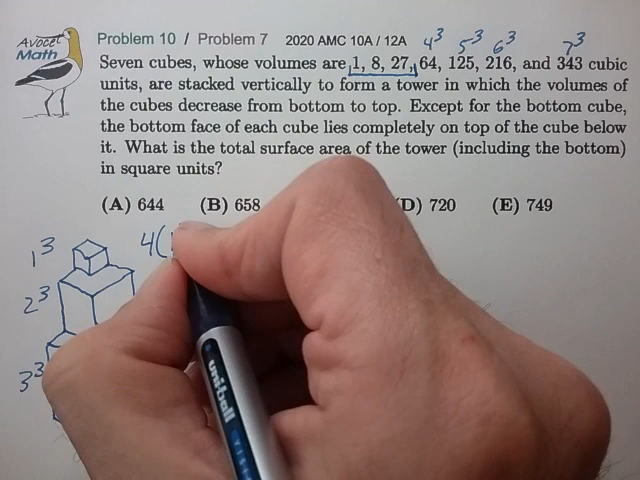 Avocet Math
Problem 10 / Problem 7 2020 AMC 10A / 12A
4³ 5³ 6³ 7³
Seven cubes, whose volumes are 1, 8, 27, 64, 125, 216, and 343 cubic
units, are stacked vertically to form a tower in which the volumes of
the cubes decrease from bottom to top. Except for the bottom cube,
the bottom face of each cube lies completely on top of the cube below
it. What is the total surface area of the tower (including the bottom)
in square units?
(A) 644 (B) 658 D) 720 (E) 749
1³ 4(
2³
3³
uni-ball